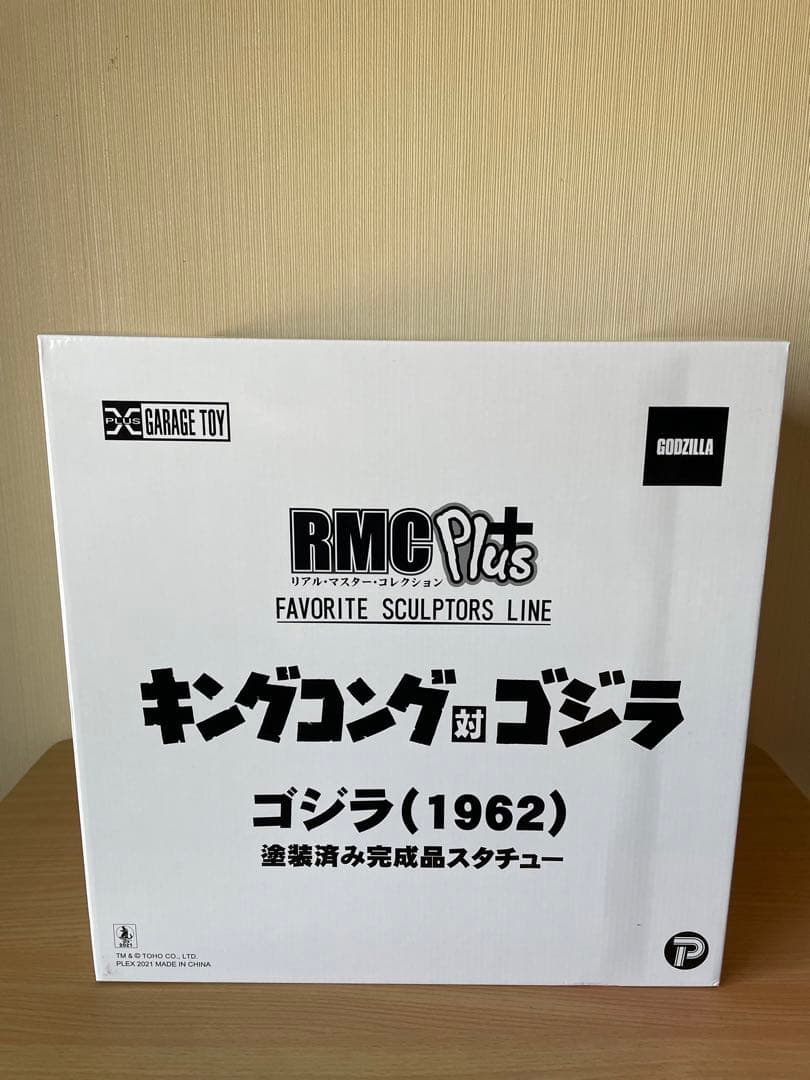 X PLUS GARAGE TOY
GODZILLA
RMC Plus
リアル・マスター・コレクション
FAVORITE SCULPTORS LINE
キングコング対ゴジラ
ゴジラ(1962)
塗装済み完成品スタチュー
2021
TM & © TOHO CO., LTD.
PLEX 2021 MADE IN CHINA
P